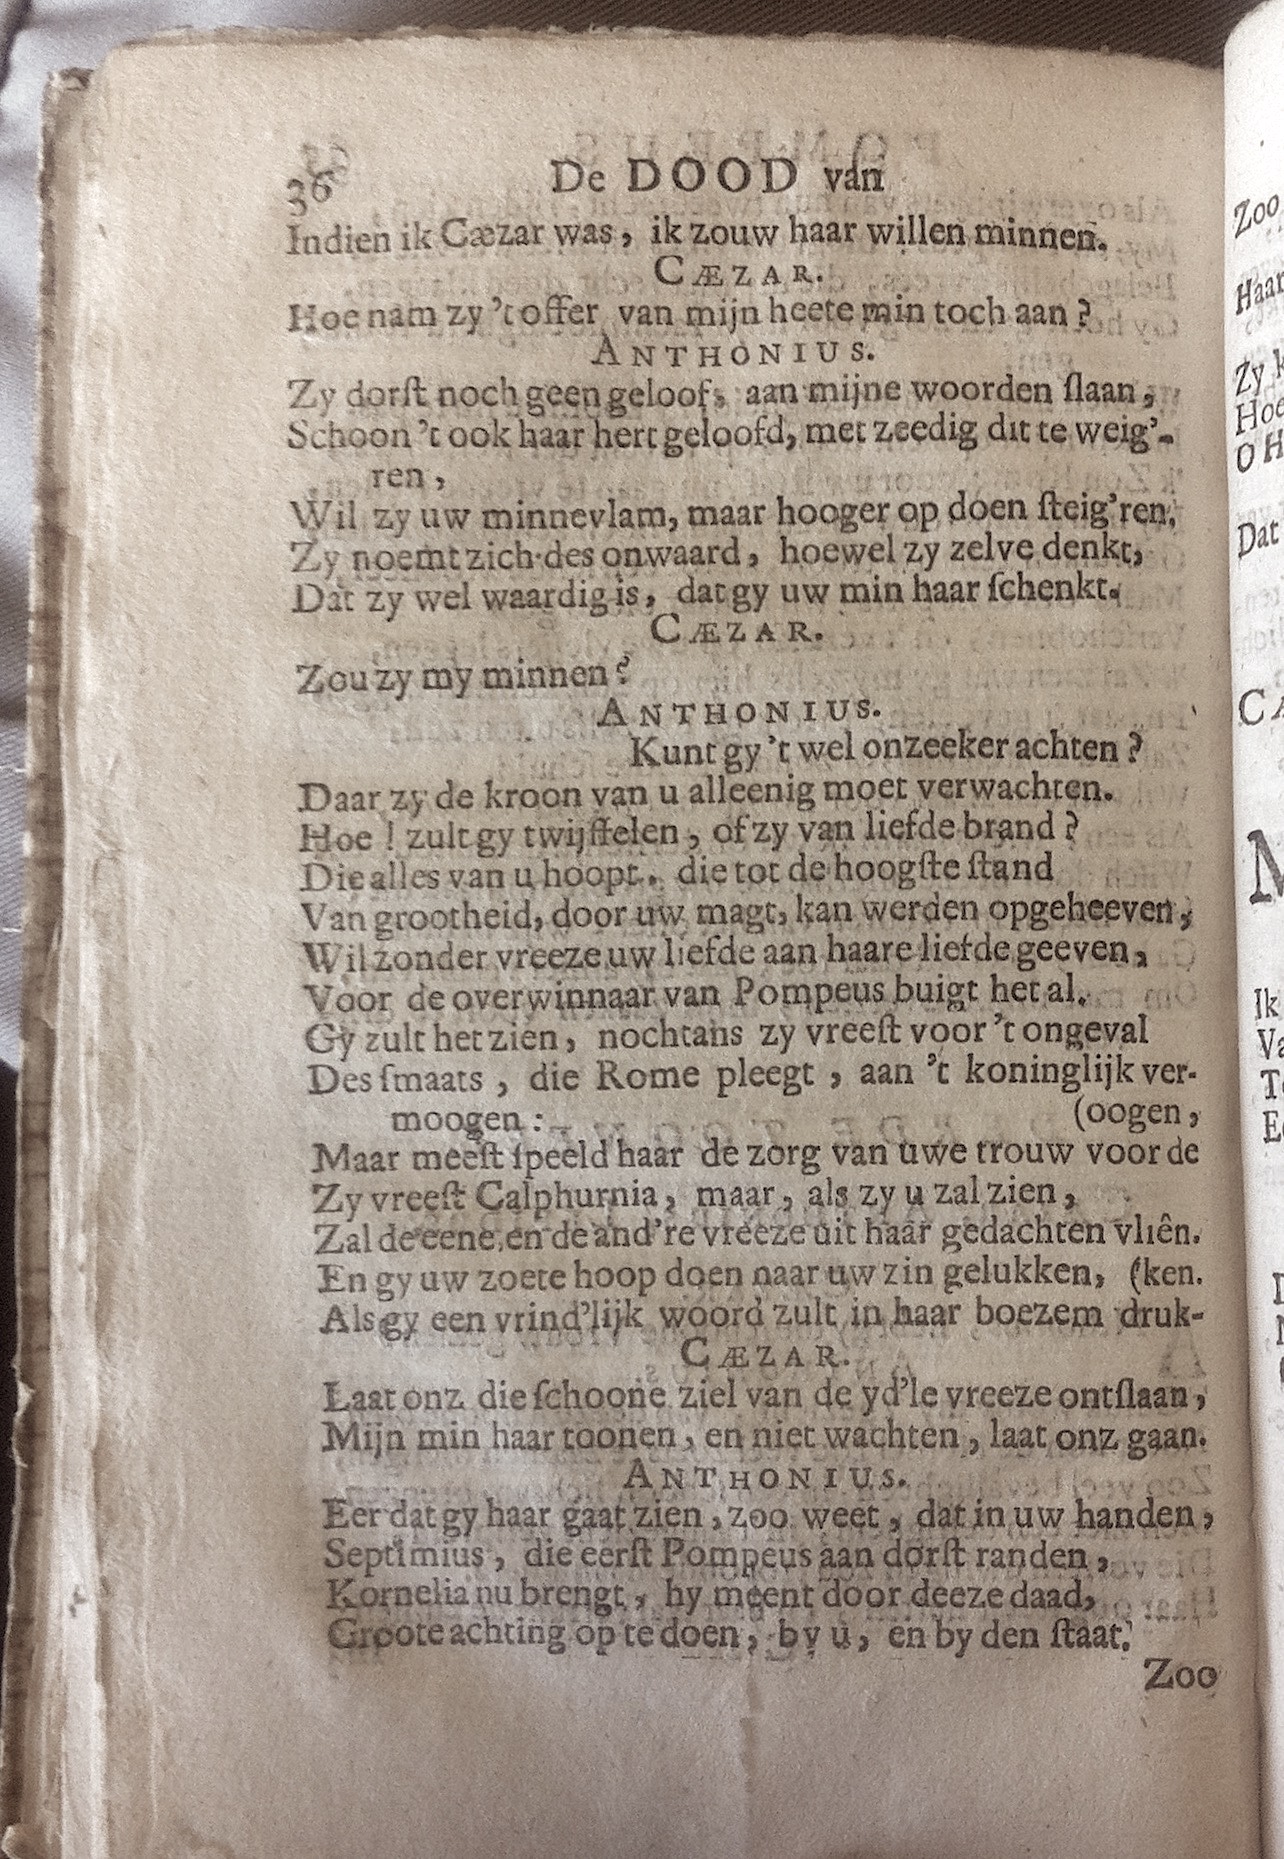 36 De DOOD van
Indien ik Cæzar was, ik zouw haar willen minnen.
CÆZAR.
Hoe nam zy 't offer van mijn heete min toch aan?
ANTHONIUS.
Zy dorſt noch geen geloof, aan mijne woorden ſlaan,
Schoon 't ook haar hert geloofd, met zeedig dit te weig'-
ren,
Wil zy uw minnevlam, maar hooger op doen ſteig'ren,
Zy noemt zich des onwaard, hoewel zy zelve denkt,
Dat zy wel waardig is, dat gy uw min haar ſchenkt.
CÆZAR.
Zou zy my minnen?
ANTHONIUS.
Kunt gy 't wel onzeeker achten?
Daar zy de kroon van u alleenig moet verwachten.
Hoe! zult gy twijffelen, of zy van liefde brand?
Die alles van u hoopt. die tot de hoogſte ſtand
Van grootheid, door uw magt, kan werden opgeheeven,
Wil zonder vreeze uw liefde aan haare liefde geeven,
Voor de overwinnaar van Pompeus buigt het al.
Gy zult het zien, nochtans zy vreeſt voor 't ongeval
Des ſmaats, die Rome pleegt, aan 't koninglijk ver-
moogen: (oogen,
Maar meeſt ſpeeld haar de zorg van uwe trouw voor de
Zy vreeſt Calphurnia, maar, als zy u zal zien,
Zal de eene, en de and're vreeze uit haar gedachten vliên.
En gy uw zoete hoop doen naar uw zin gelukken, (ken.
Als gy een vrind'lijk woord zult in haar boezem druk-
CÆZAR.
Laat onz die ſchoone ziel van de yd'le vreeze ontſlaan,
Mijn min haar toonen, en niet wachten, laat onz gaan.
ANTHONIUS.
Eer dat gy haar gaat zien, zoo weet, dat in uw handen,
Septimius, die eerſt Pompeus aan dorſt randen,
Kornelia nu brengt, hy meent door deeze daad,
Groote achting op te doen, by u, en by den ſtaat.
Zoo
Zoo
Haar
Zy k
Hoe
O H
Dat
CÆ
Ik
Va